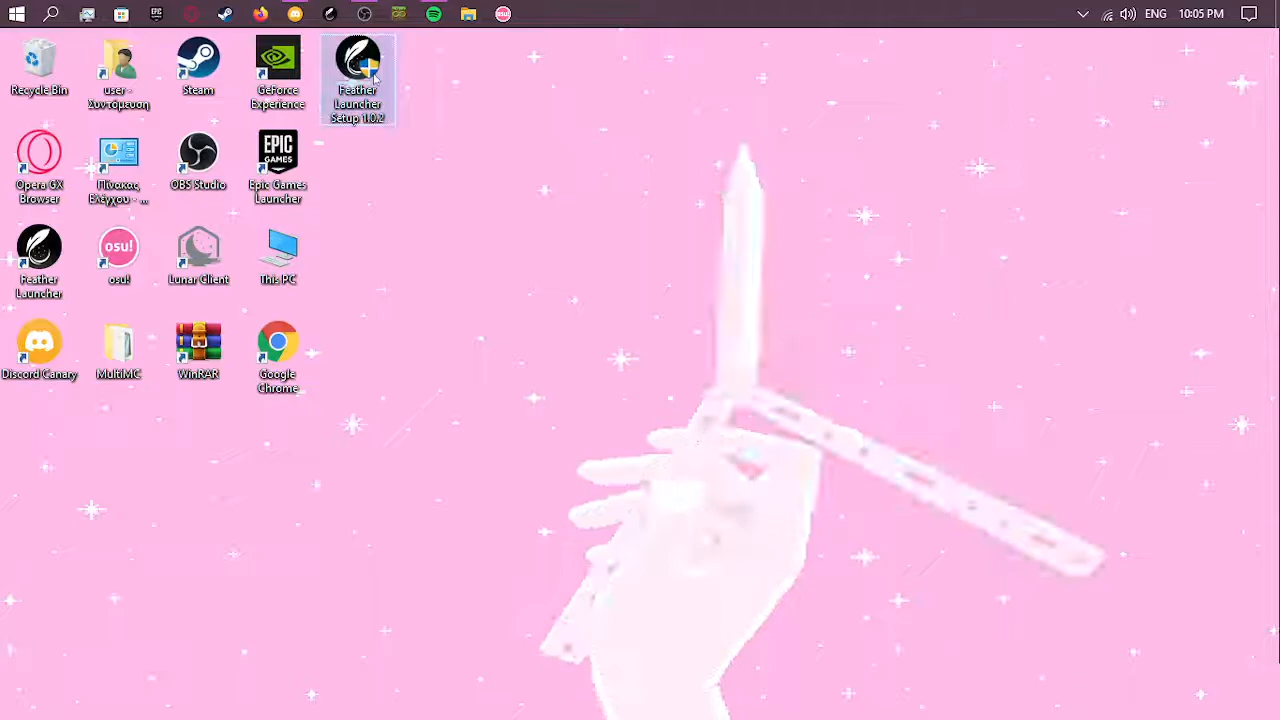 EPIC
ENG 10:05 PM
Recycle Bin
user -
Συντόμευση
Steam
GeForce
Experience
Feather
Launcher
Setup 1.0.2
Opera GX
Browser
Πίνακας
Ελέγχου - ...
OBS Studio
EPIC
GAMES
Epic Games
Launcher
Feather
Launcher
osu!
osu!
Lunar Client
This PC
Discord Canary
MultiMC
WinRAR
Google
Chrome